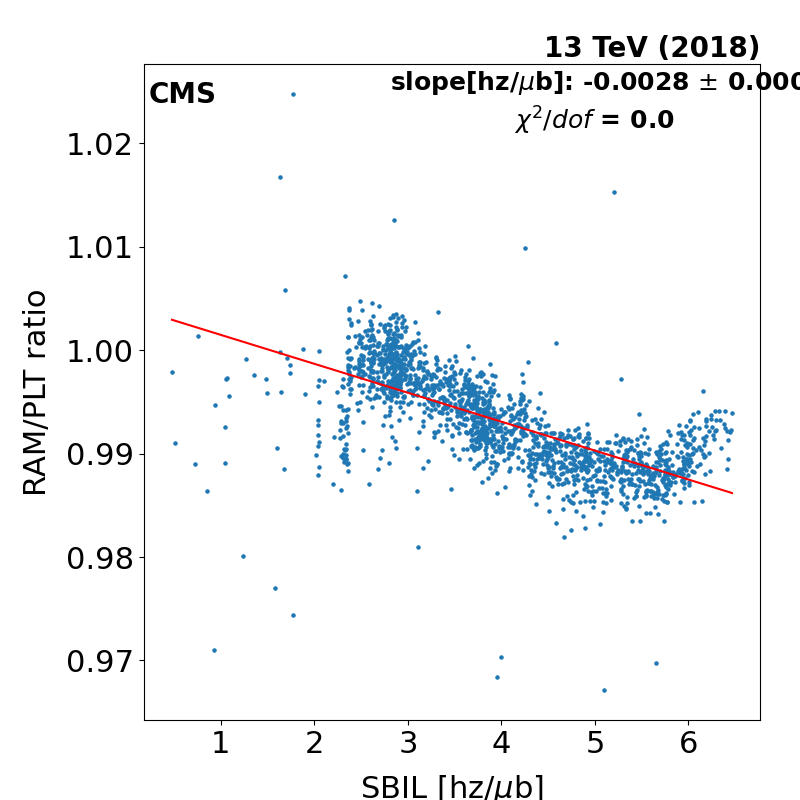 13 TeV (2018)
CMS
slope[hz/μb]: -0.0028 ± 0.000
χ²/dof = 0.0
1.02
1.01
1.00
0.99
0.98
0.97
RAM/PLT ratio
1 2 3 4 5 6
SBIL [hz/μb]